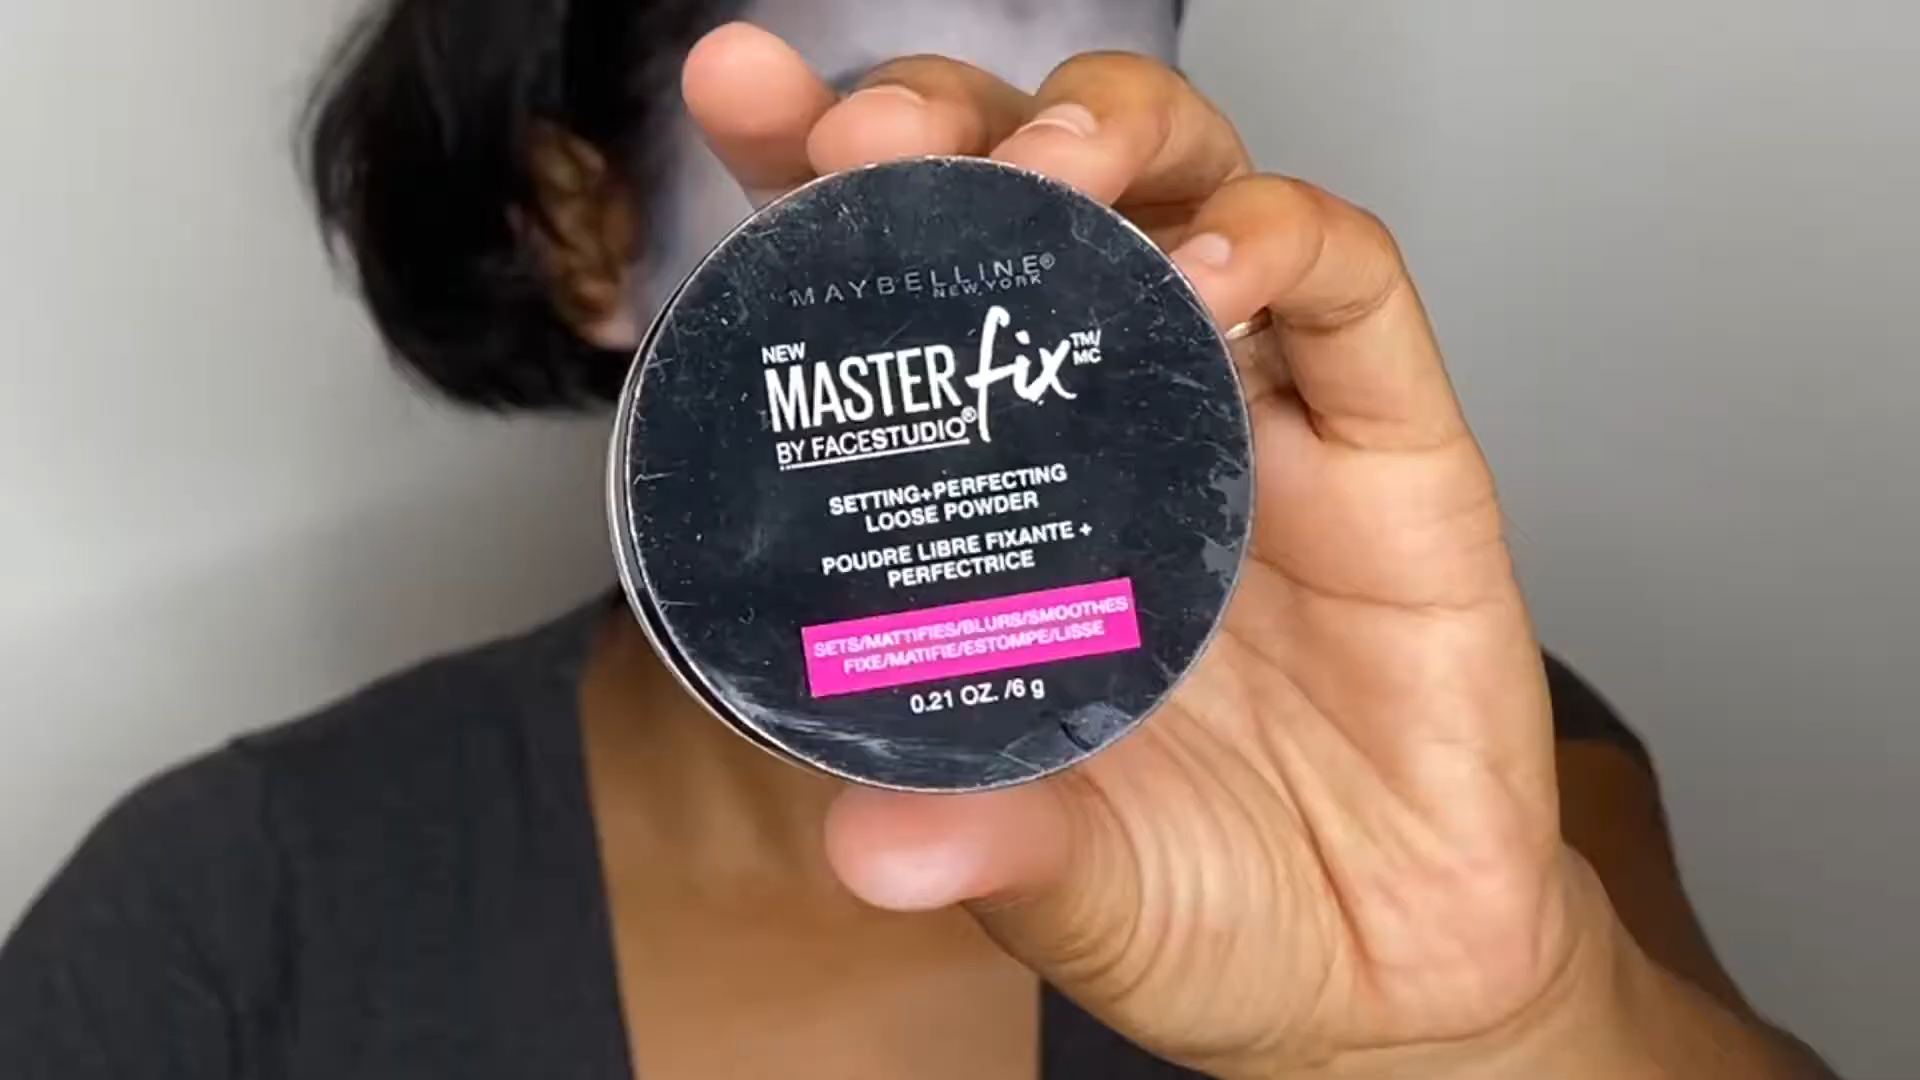 MAYBELLINE®
NEW YORK
NEW
MASTER fix TM/MC
BY FACESTUDIO®
SETTING+PERFECTING
LOOSE POWDER
POUDRE LIBRE FIXANTE +
PERFECTRICE
SETS/MATTIFIES/BLURS/SMOOTHES
FIXE/MATIFIE/ESTOMPE/LISSE
0.21 OZ. /6 g